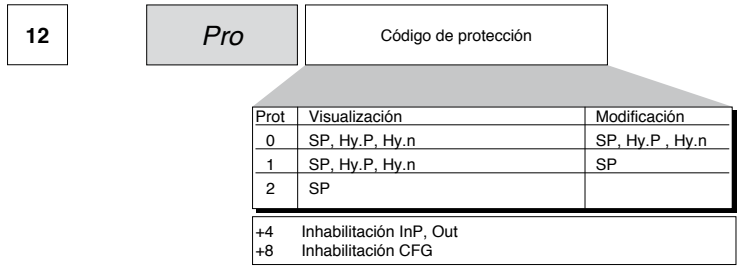 12 Pro Código de protección
Prot Visualización Modificación
0 SP, Hy.P, Hy.n SP, Hy.P , Hy.n
1 SP, Hy.P, Hy.n SP
2 SP
+4 Inhabilitación InP, Out
+8 Inhabilitación CFG